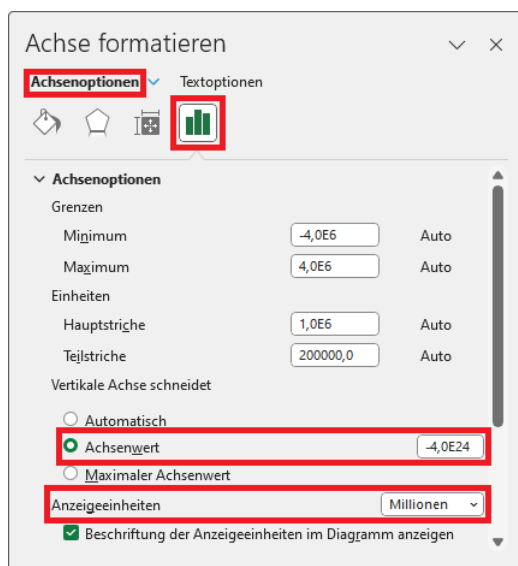 Achse formatieren
Achsenoptionen Textoptionen
Achsenoptionen
Grenzen
Minimum -4,0E6 Auto
Maximum 4,0E6 Auto
Einheiten
Hauptstriche 1,0E6 Auto
Teilstriche 200000,0 Auto
Vertikale Achse schneidet
Automatisch
Achsenwert -4,0E24
Maximaler Achsenwert
Anzeigeeinheiten Millionen
Beschriftung der Anzeigeeinheiten im Diagramm anzeigen